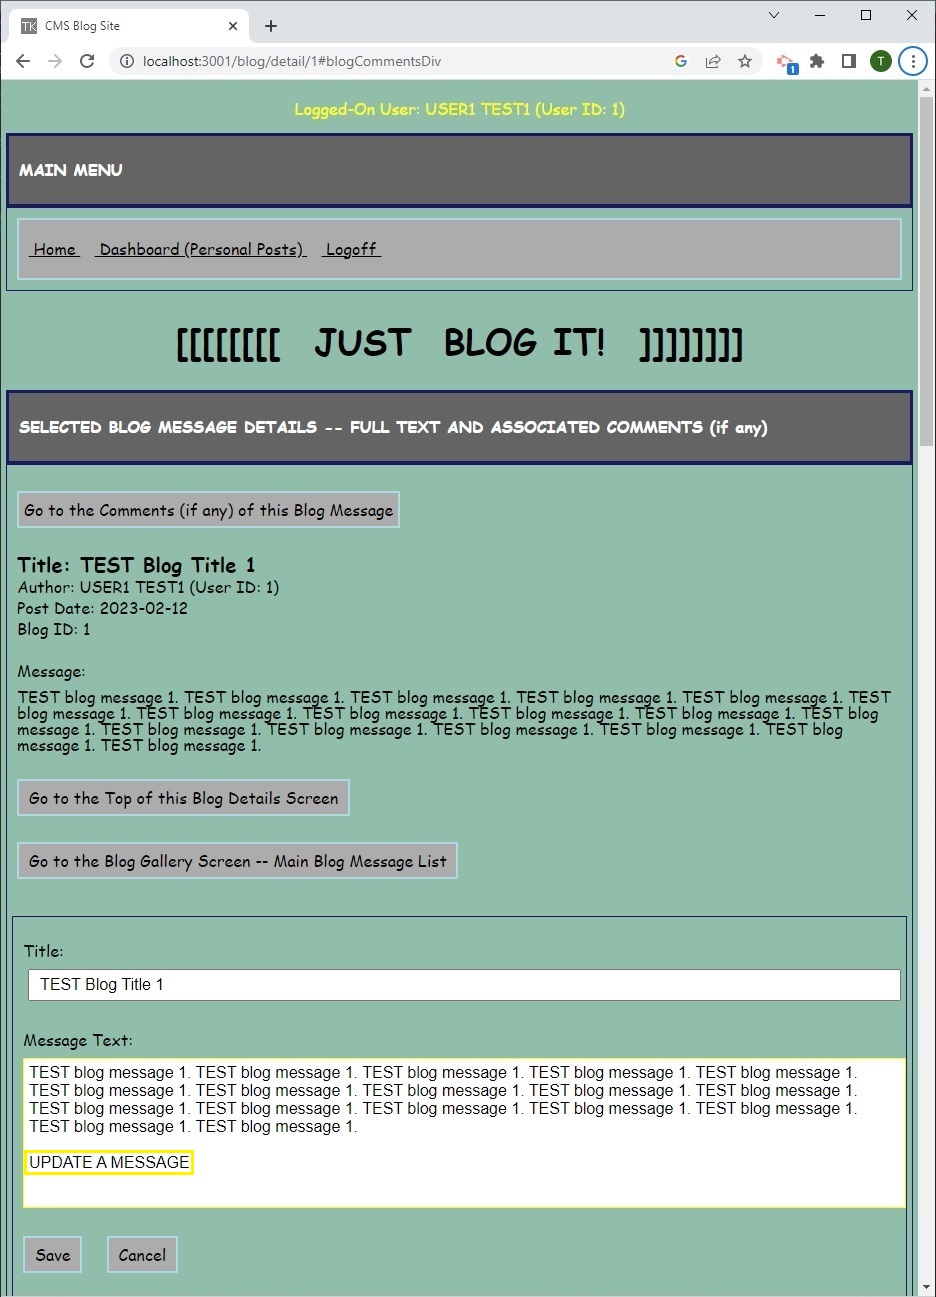 TK CMS Blog Site
localhost:3001/blog/detail/1#blogCommentsDiv
1
T
Logged-On User: USER1 TEST1 (User ID: 1)
MAIN MENU
Home Dashboard (Personal Posts) Logoff
[[[[[[[[ JUST BLOG IT! ]]]]]]]]
SELECTED BLOG MESSAGE DETAILS -- FULL TEXT AND ASSOCIATED COMMENTS (if any)
Go to the Comments (if any) of this Blog Message
Title: TEST Blog Title 1
Author: USER1 TEST1 (User ID: 1)
Post Date: 2023-02-12
Blog ID: 1
Message:
TEST blog message 1. TEST blog message 1. TEST blog message 1. TEST blog message 1. TEST blog message 1. TEST
blog message 1. TEST blog message 1. TEST blog message 1. TEST blog message 1. TEST blog message 1. TEST blog
message 1. TEST blog message 1. TEST blog message 1. TEST blog message 1. TEST blog message 1. TEST blog
message 1. TEST blog message 1.
Go to the Top of this Blog Details Screen
Go to the Blog Gallery Screen -- Main Blog Message List
Title:
TEST Blog Title 1
Message Text:
TEST blog message 1. TEST blog message 1. TEST blog message 1. TEST blog message 1. TEST blog message 1.
TEST blog message 1. TEST blog message 1. TEST blog message 1. TEST blog message 1. TEST blog message 1.
TEST blog message 1. TEST blog message 1. TEST blog message 1. TEST blog message 1. TEST blog message 1.
TEST blog message 1. TEST blog message 1.
UPDATE A MESSAGE
Save Cancel